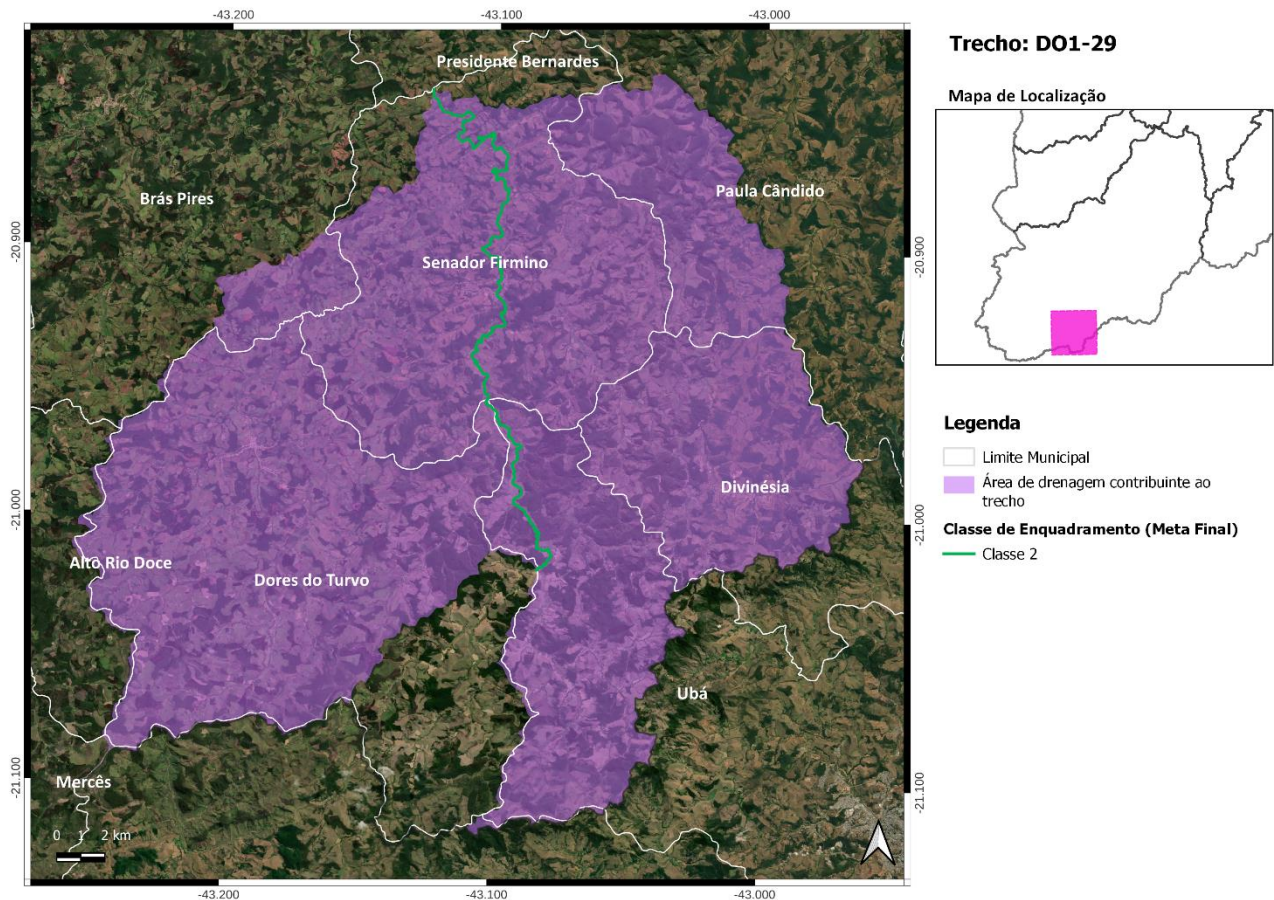 -43.200
-43.100
-43.000
Trecho: DO1-29
Presidente Bernardes
Mapa de Localização
Brás Pires
Paula Cândido
-20.900
-20.900
Senador Firmino
Legenda
Limite Municipal
Área de drenagem contribuinte ao
trecho
Divinésia
-21.000
-21.000
Classe de Enquadramento (Meta Final)
Classe 2
Alto Rio Doce
Dores do Turvo
Ubá
Mercês
-21.100
-21.100
0 1 2 km
-43.200
-43.100
-43.000